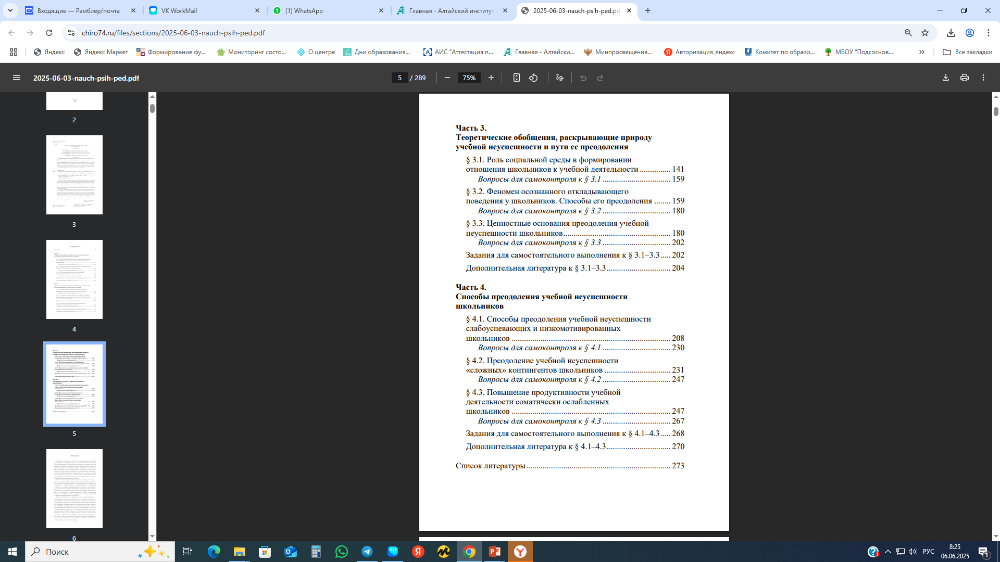 Входящие — Рамблер/почта
VK WorkMail
(1) WhatsApp
Главная - Алтайский институт
2025-06-03-nauch-psih-ped.pd
chiro74.ru/files/sections/2025-06-03-nauch-psih-ped.pdf
Яндекс
Яндекс Маркет
Формирование фу...
Мониторинг состо...
О центре
Дни образования...
АИС "Аттестация п...
Главная - Алтайски...
Минпросвещения...
Авторизация_яндекс
Комитет по образо...
МБОУ "Подсоснов...
Все закладки
2025-06-03-nauch-psih-ped.pdf
5 / 289
75%
2
3
4
5
6
Часть 3.
Теоретические обобщения, раскрывающие природу
учебной неуспешности и пути ее преодоления
§ 3.1. Роль социальной среды в формировании
отношения школьников к учебной деятельности ............... 141
Вопросы для самоконтроля к § 3.1 ................................. 159
§ 3.2. Феномен осознанного откладывающего
поведения у школьников. Способы его преодоления ........ 159
Вопросы для самоконтроля к § 3.2 ................................. 180
§ 3.3. Ценностные основания преодоления учебной
неуспешности школьников.................................................... 180
Вопросы для самоконтроля к § 3.3 ................................. 202
Задания для самостоятельного выполнения к § 3.1–3.3..... 202
Дополнительная литература к § 3.1–3.3............................... 204
Часть 4.
Способы преодоления учебной неуспешности
школьников
§ 4.1. Способы преодоления учебной неуспешности
слабоуспевающих и низкомотивированных
школьников ............................................................................. 208
Вопросы для самоконтроля к § 4.1 ................................. 230
§ 4.2. Преодоление учебной неуспешности
«сложных» контингентов школьников ................................ 231
Вопросы для самоконтроля к § 4.2 ................................. 247
§ 4.3. Повышение продуктивности учебной
деятельности соматически ослабленных
школьников ............................................................................. 247
Вопросы для самоконтроля к § 4.3 ................................. 267
Задания для самостоятельного выполнения к § 4.1–4.3..... 268
Дополнительная литература к § 4.1–4.3............................... 270
Список литературы...................................................................... 273
Поиск
РУС
8:25
06.06.2025
1